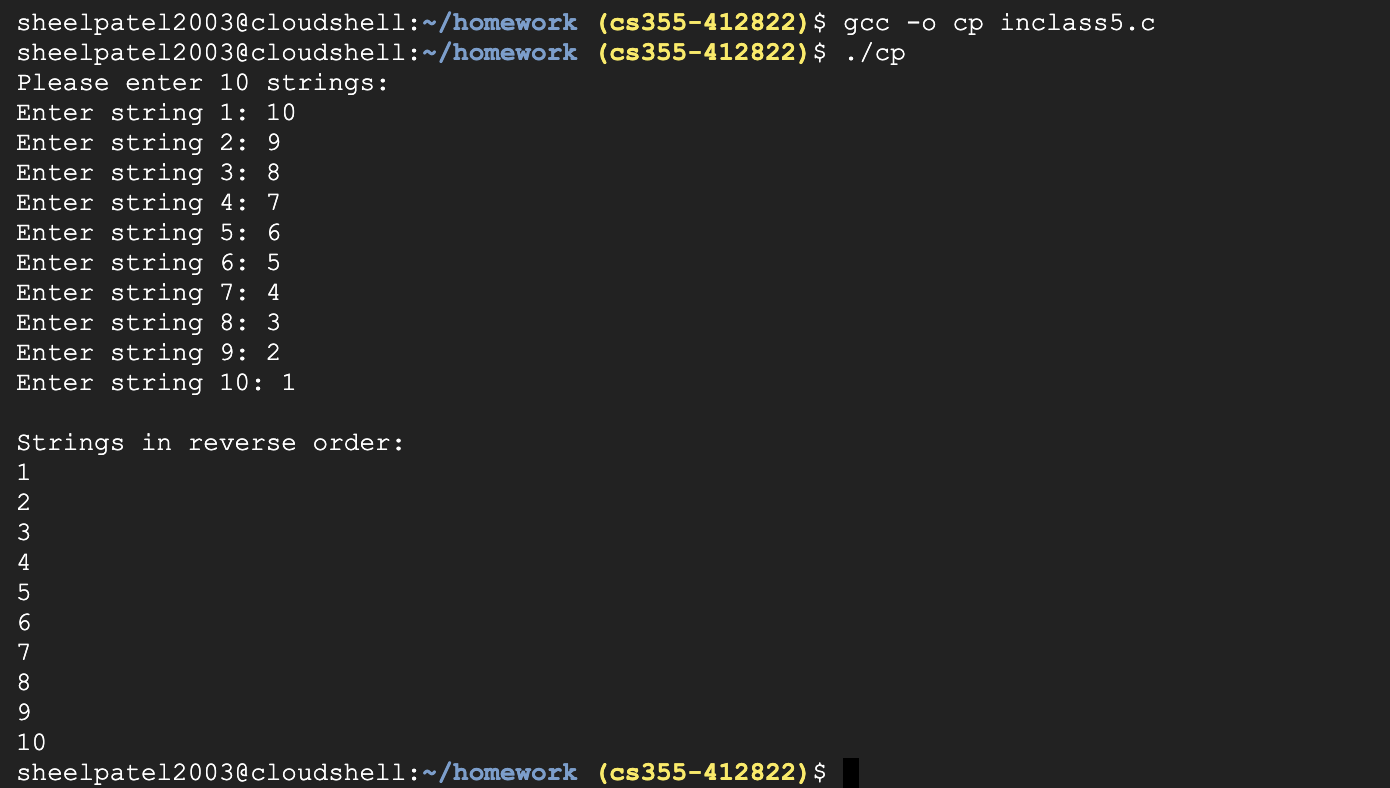 sheelpatel2003@cloudshell:~/homework (cs355-412822)$ gcc -o cp inclass5.c
sheelpatel2003@cloudshell:~/homework (cs355-412822)$ ./cp
Please enter 10 strings:
Enter string 1: 10
Enter string 2: 9
Enter string 3: 8
Enter string 4: 7
Enter string 5: 6
Enter string 6: 5
Enter string 7: 4
Enter string 8: 3
Enter string 9: 2
Enter string 10: 1

Strings in reverse order:
1
2
3
4
5
6
7
8
9
10
sheelpatel2003@cloudshell:~/homework (cs355-412822)$